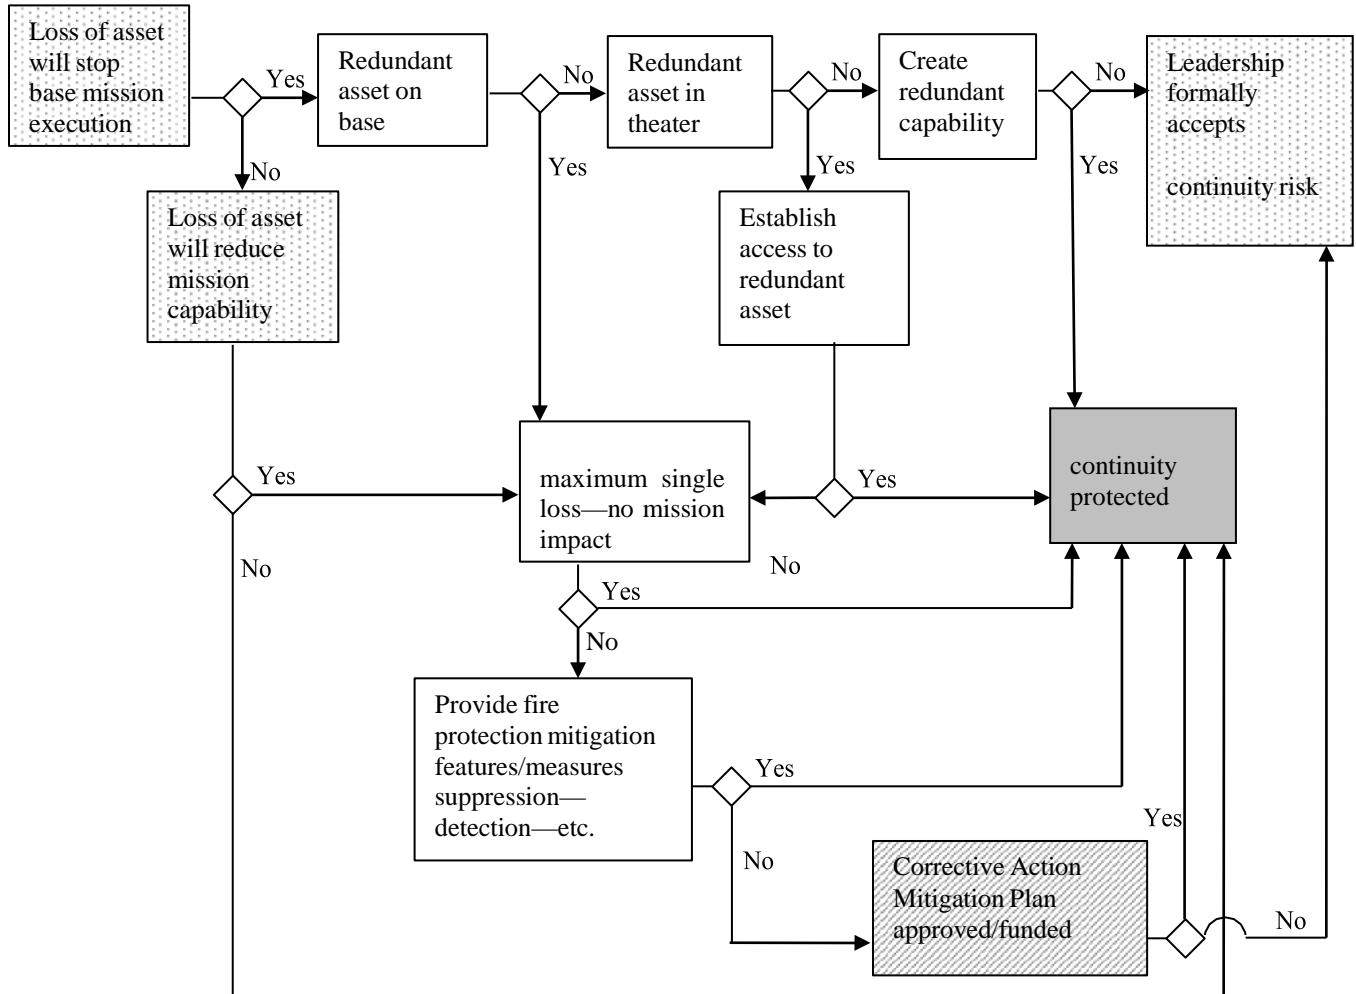 Loss of asset
will stop
base mission
execution
Yes
No
Redundant
asset on
base
No
Yes
Redundant
asset in
theater
No
Yes
Create
redundant
capability
No
Yes
Leadership
formally
accepts
continuity risk
Loss of asset
will reduce
mission
capability
Establish
access to
redundant
asset
Yes
No
maximum single
loss—no mission
impact
Yes
No
continuity
protected
Yes
No
Provide fire
protection mitigation
features/measures
suppression—
detection—etc.
Yes
No
Corrective Action
Mitigation Plan
approved/funded
Yes
No